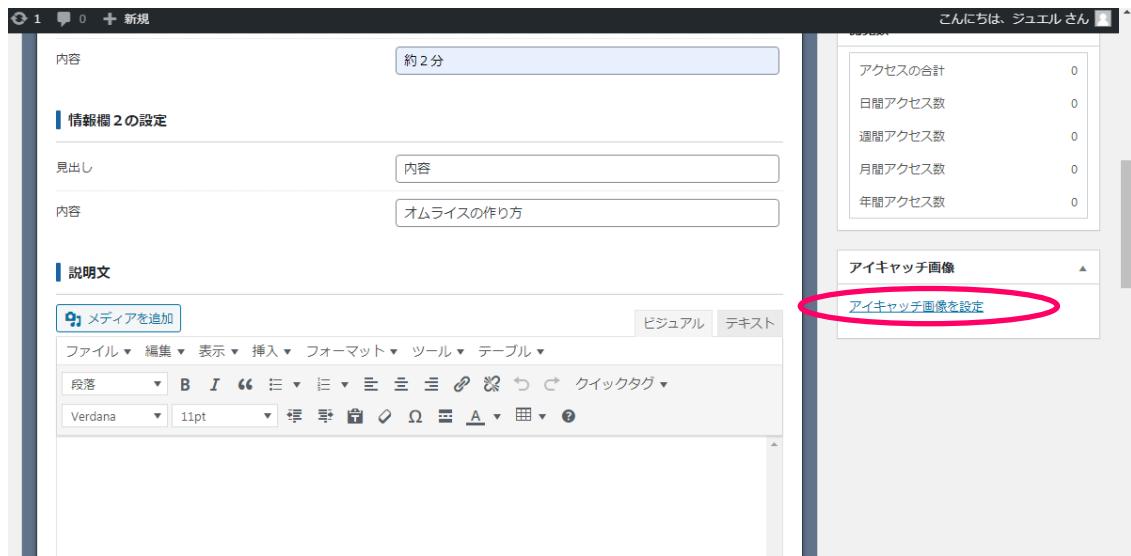 1 0 新規 こんにちは、ジュエル さん
内容 約２分
情報欄２の設定
見出し 内容
内容 オムライスの作り方
説明文
メディアを追加
ビジュアル テキスト
ファイル 編集 表示 挿入 フォーマット ツール テーブル
段落 B I クイックタグ
Verdana 11pt Ω A
アクセスの合計 0
日間アクセス数 0
週間アクセス数 0
月間アクセス数 0
年間アクセス数 0
アイキャッチ画像
アイキャッチ画像を設定